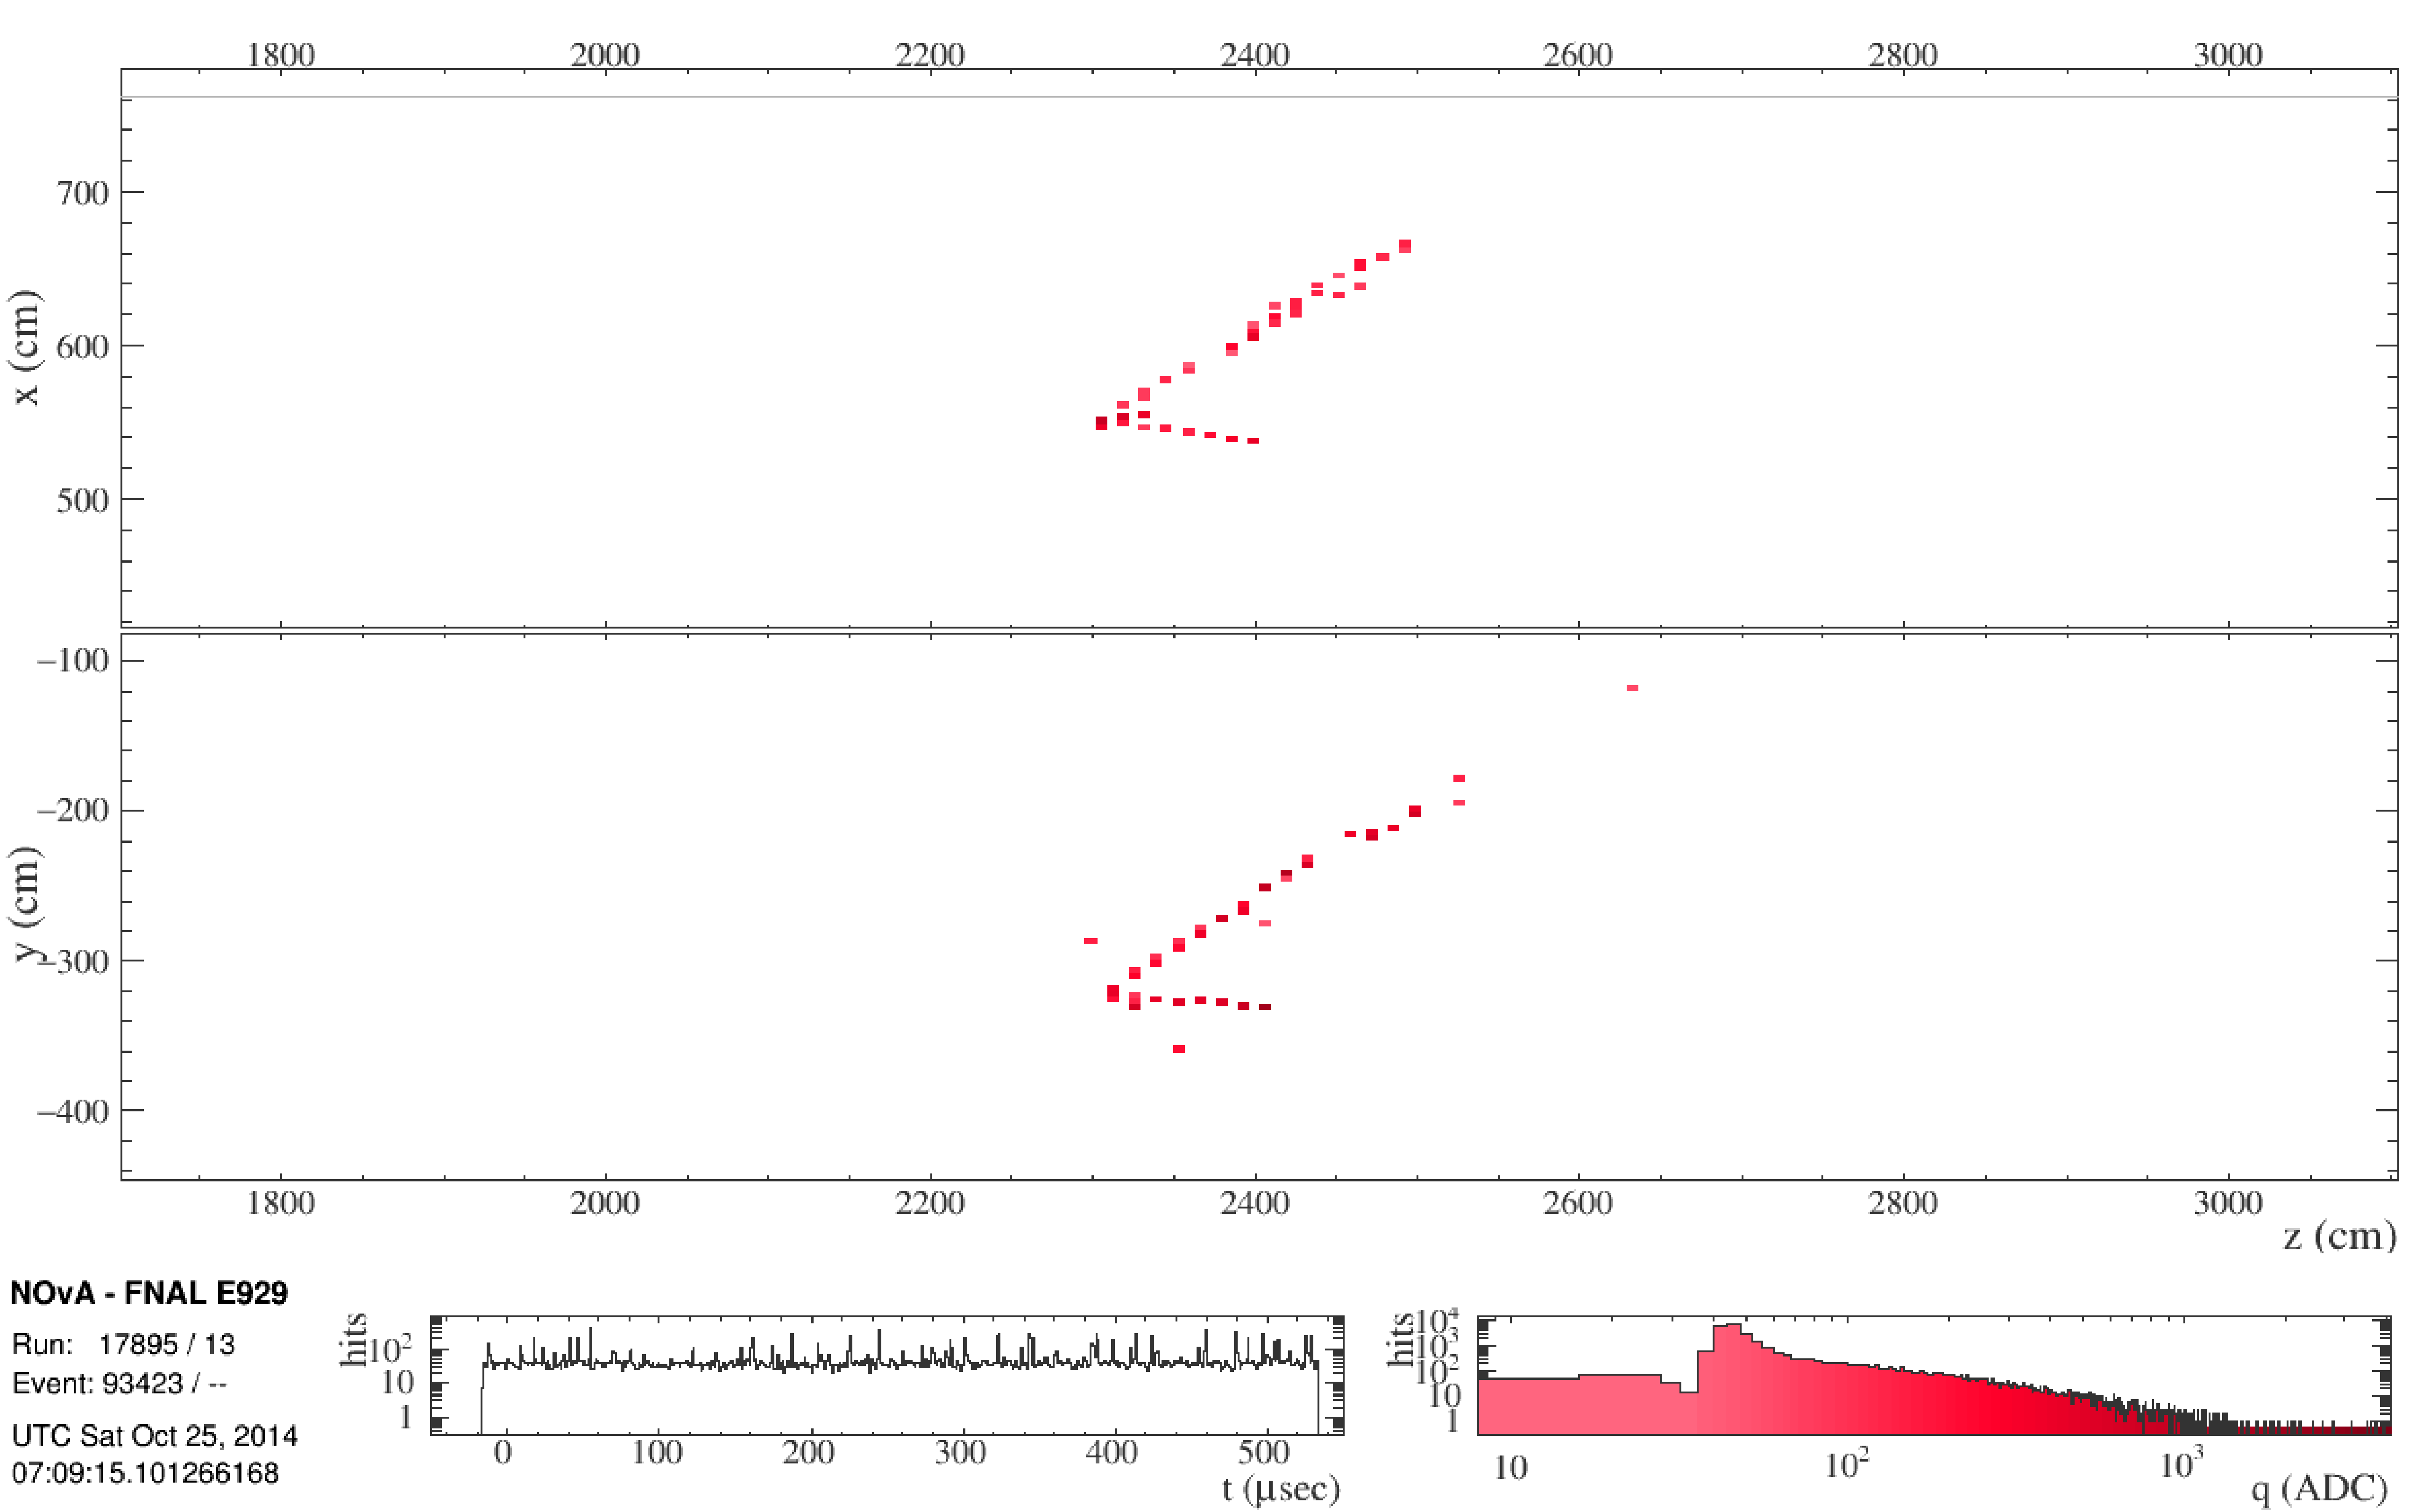 1800 2000 2200 2400 2600 2800 3000
700
600
500
x (cm)
−100
−200
−300
−400
y (cm)
1800 2000 2200 2400 2600 2800 3000
z (cm)
NOvA - FNAL E929
Run: 17895 / 13
Event: 93423 / --
UTC Sat Oct 25, 2014
07:09:15.101266168
hits
10²
10
1
0 100 200 300 400 500
t (μsec)
hits
10⁴
10³
10²
10
1
10 10² 10³
q (ADC)